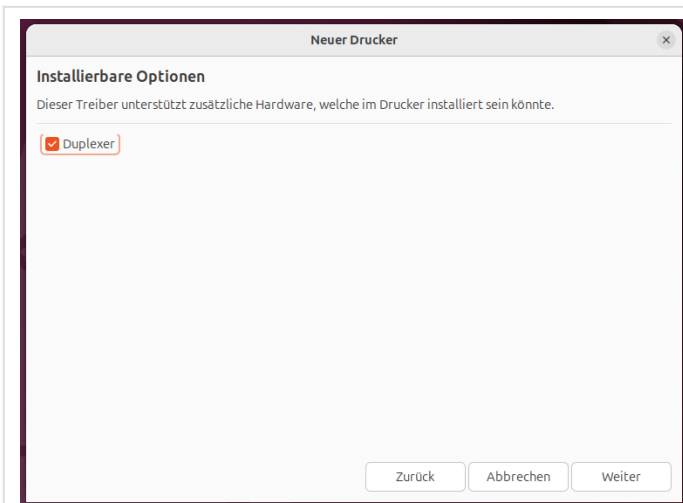 Neuer Drucker
Installierbare Optionen
Dieser Treiber unterstützt zusätzliche Hardware, welche im Drucker installiert sein könnte.
Duplexer
Zurück Abbrechen Weiter